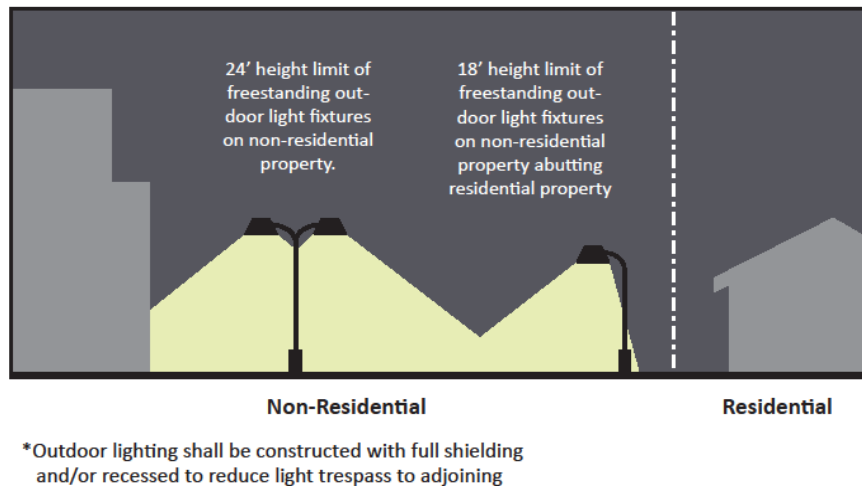 24’ height limit of
freestanding out-
door light fixtures
on non-residential
property.
18’ height limit of
freestanding out-
door light fixtures
on non-residential
property abutting
residential property
Non-Residential
Residential
*Outdoor lighting shall be constructed with full shielding
and/or recessed to reduce light trespass to adjoining